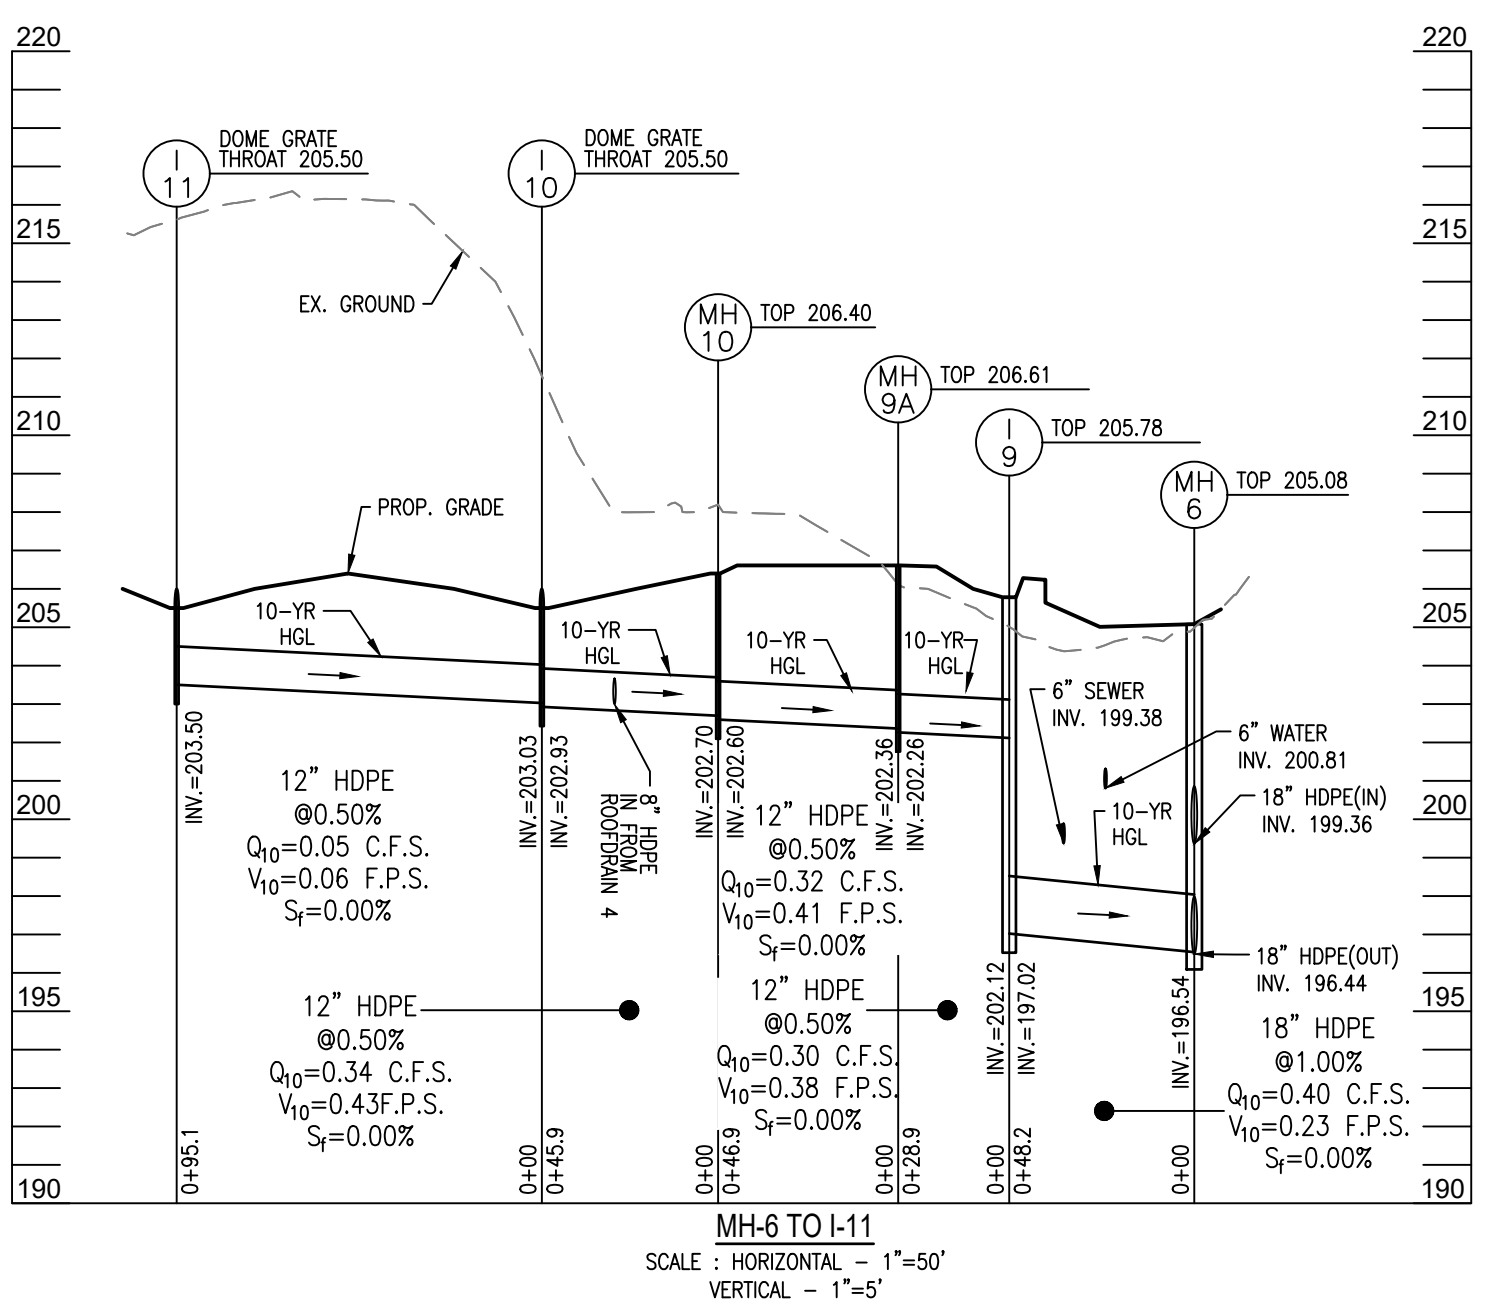 220
220
DOME GRATE
THROAT 205.50
DOME GRATE
THROAT 205.50
I
11
I
10
215
215
EX. GROUND
MH
10
TOP 206.40
MH
9A
TOP 206.61
210
210
I
9
TOP 205.78
MH
6
TOP 205.08
PROP. GRADE
205
205
10-YR
HGL
10-YR
HGL
10-YR
HGL
10-YR
HGL
6" SEWER
INV. 199.38
6" WATER
INV. 200.81
18" HDPE(IN)
INV. 199.36
10-YR
HGL
INV.=203.50
INV.=203.03
INV.=202.93
INV.=202.70
INV.=202.60
INV.=202.36
INV.=202.26
200
200
12" HDPE
@0.50%
Q10=0.05 C.F.S.
V10=0.06 F.P.S.
Sf=0.00%
8" HDPE
IN FROM
ROOFDRAIN 4
12" HDPE
@0.50%
Q10=0.32 C.F.S.
V10=0.41 F.P.S.
Sf=0.00%
18" HDPE(OUT)
INV. 196.44
INV.=202.12
INV.=197.02
INV.=196.54
195
195
12" HDPE
@0.50%
Q10=0.34 C.F.S.
V10=0.43F.P.S.
Sf=0.00%
12" HDPE
@0.50%
Q10=0.30 C.F.S.
V10=0.38 F.P.S.
Sf=0.00%
18" HDPE
@1.00%
Q10=0.40 C.F.S.
V10=0.23 F.P.S.
Sf=0.00%
0+95.1
0+00
0+45.9
0+00
0+46.9
0+00
0+28.9
0+00
0+48.2
0+00
190
190
MH-6 TO I-11
SCALE : HORIZONTAL - 1"=50'
VERTICAL - 1"=5'